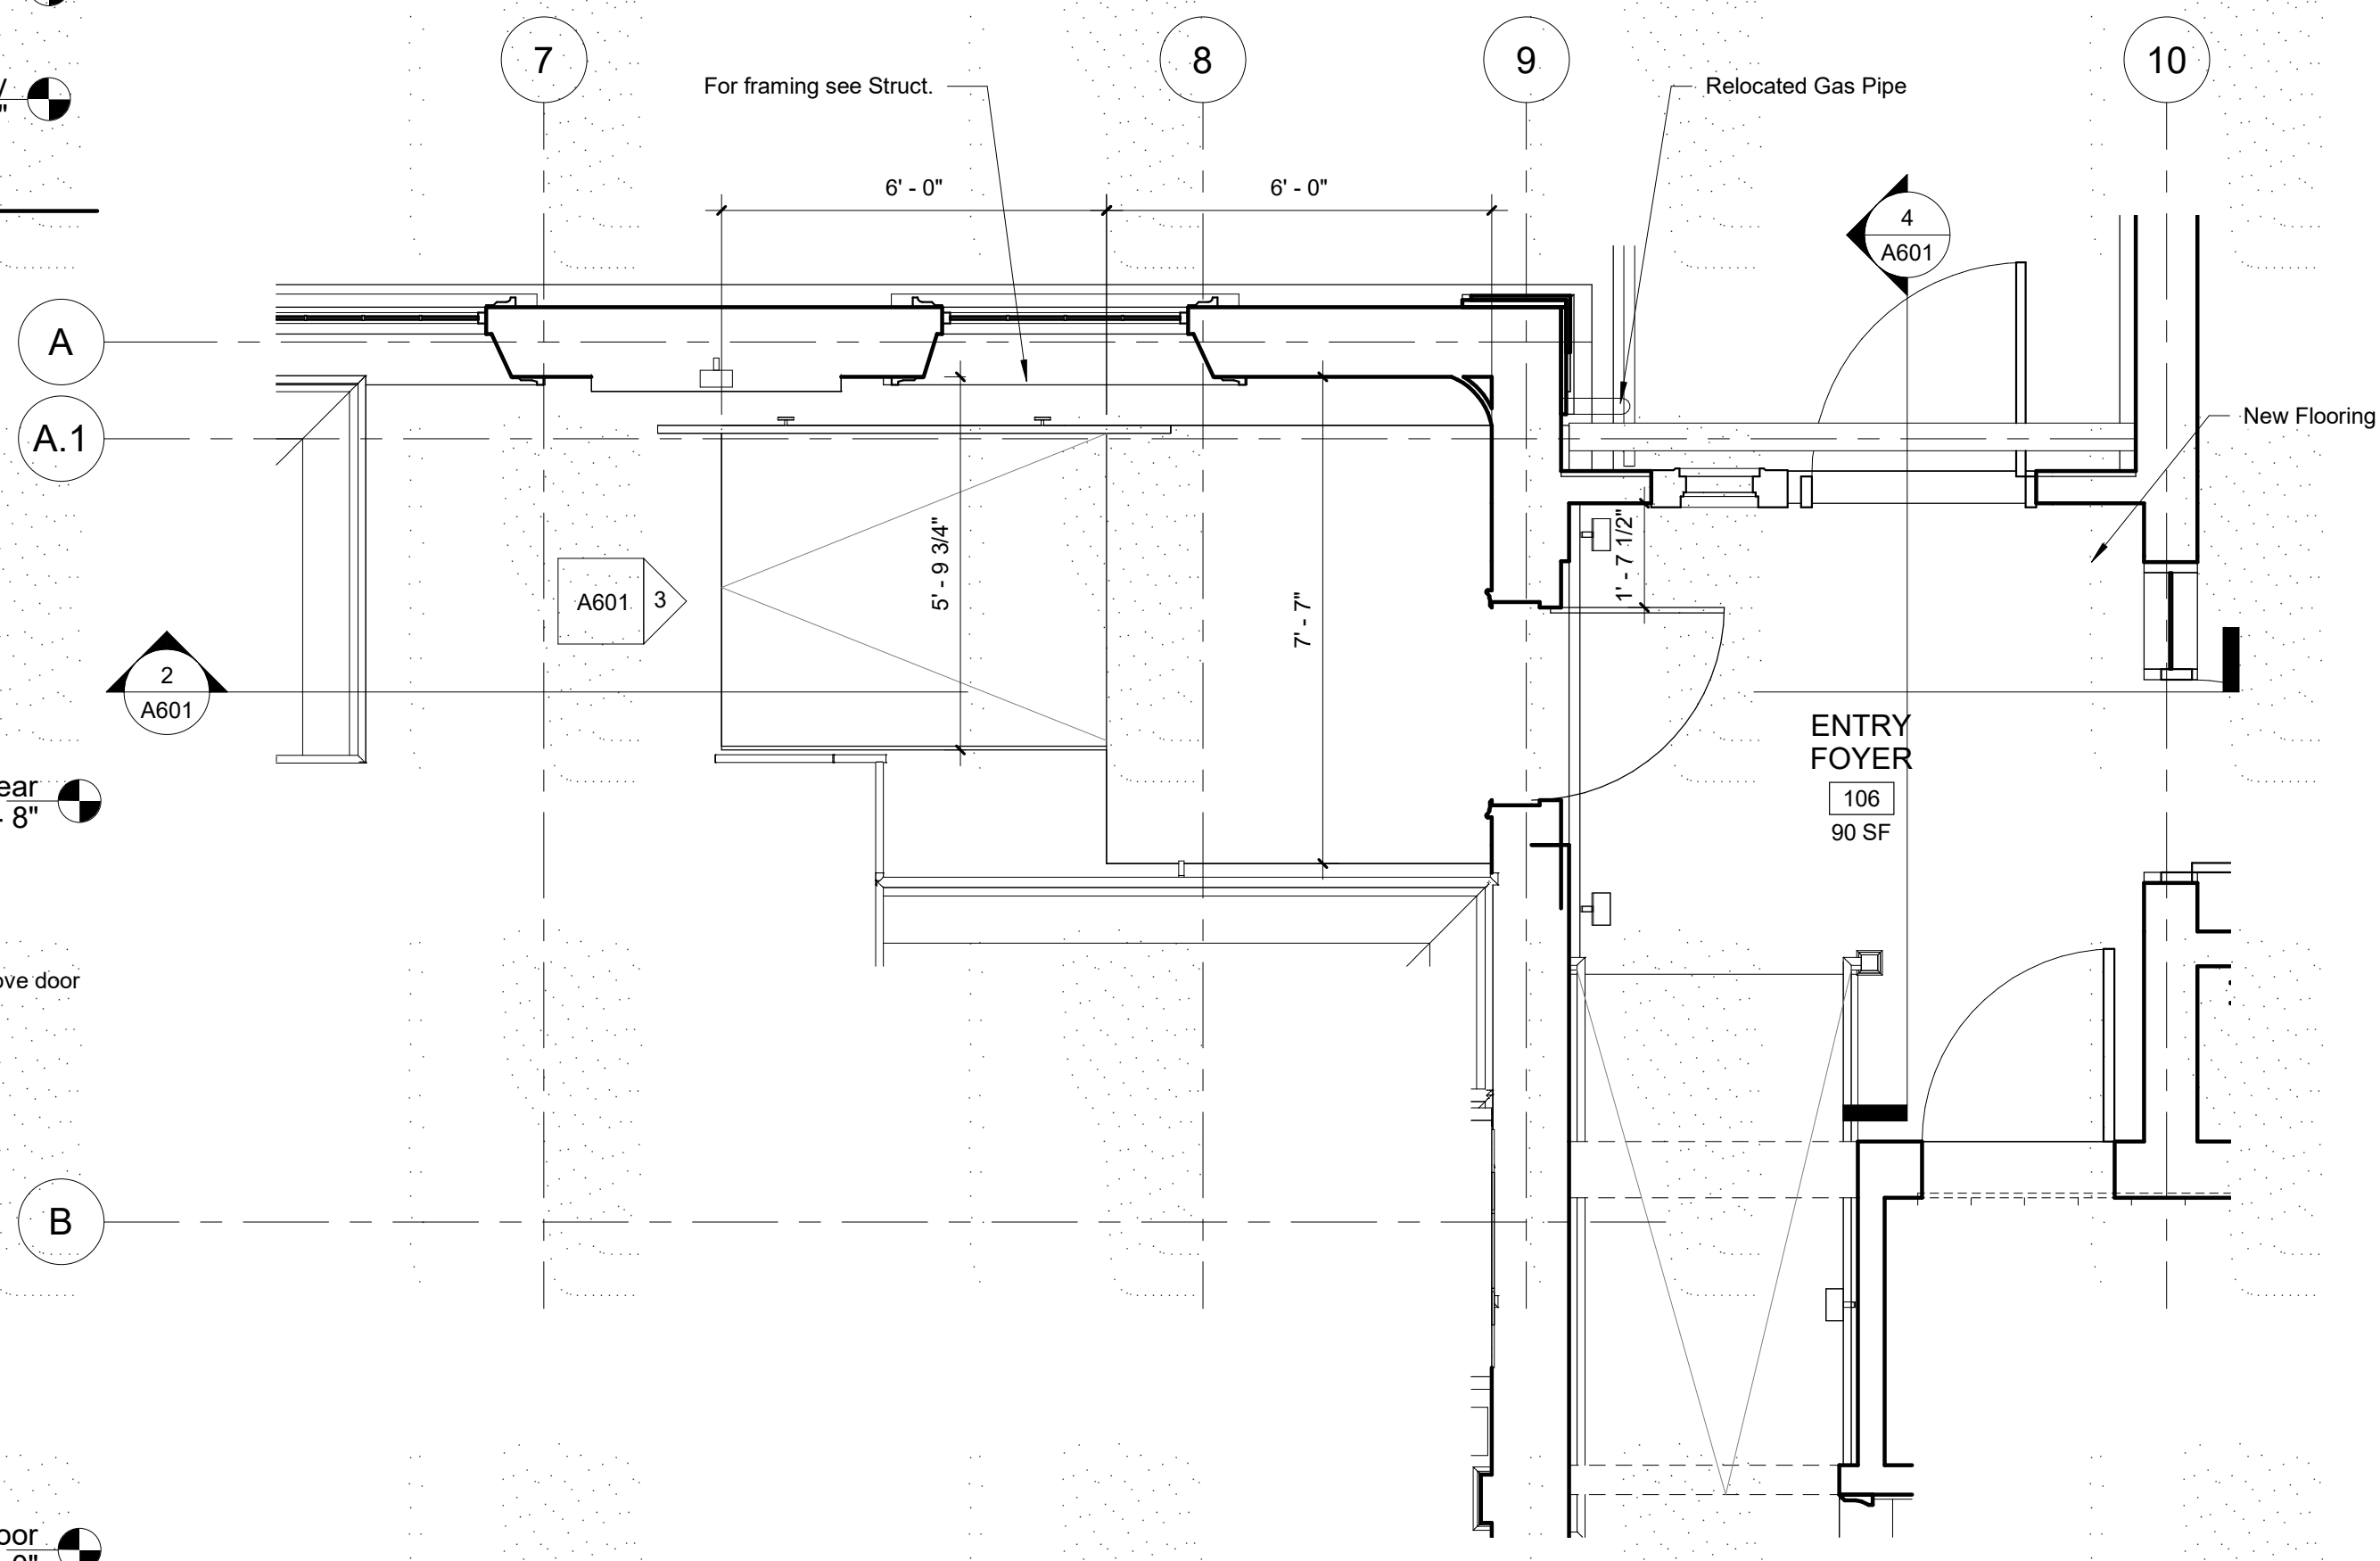 7
8
9
10
For framing see Struct.
Relocated Gas Pipe
6' - 0"
6' - 0"
4
A601
A
A.1
New Flooring
5' - 9 3/4"
1' - 7 1/2"
7' - 7"
A601
3
2
A601
ENTRY
FOYER
106
90 SF
8"
door
B
0"